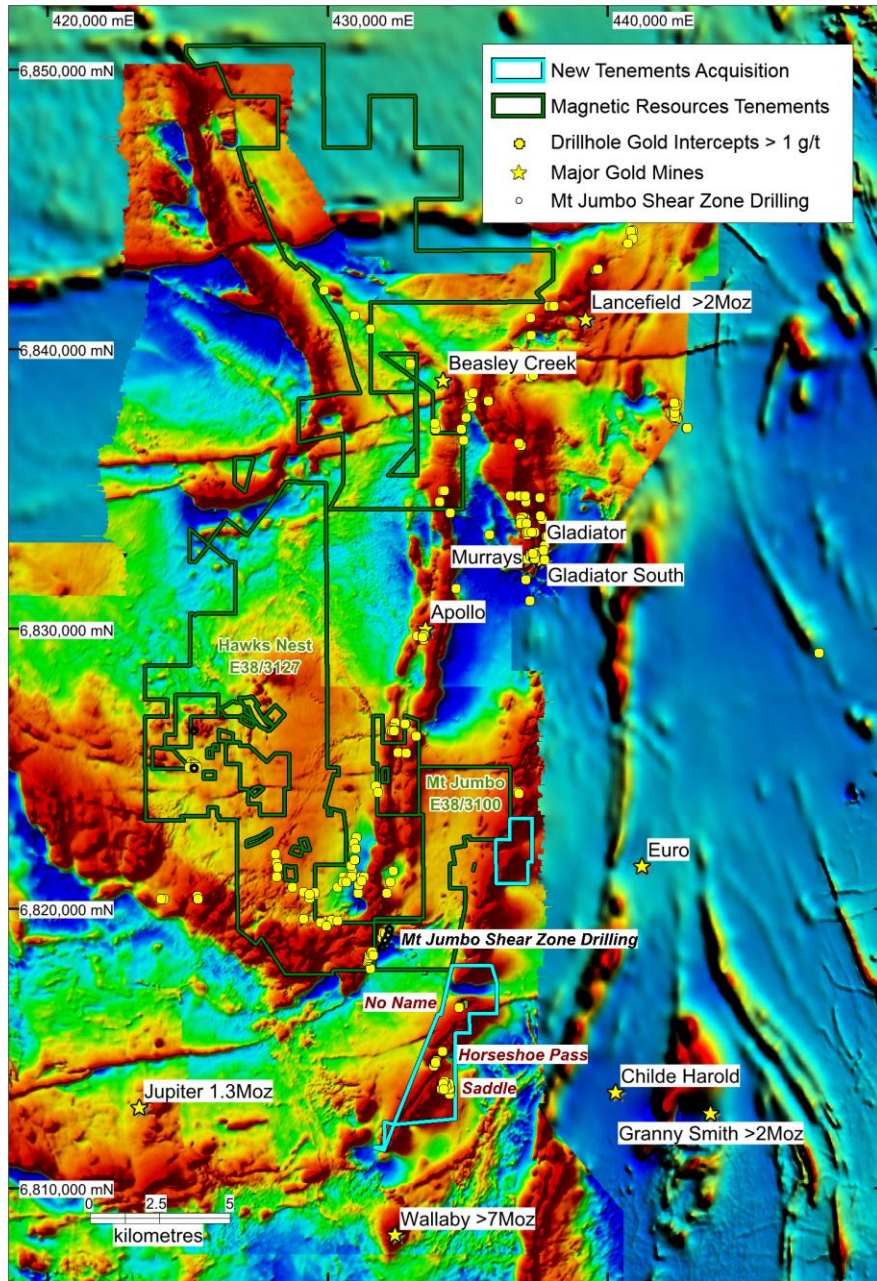 420,000 mE
430,000 mE
440,000 mE
6,850,000 mN
New Tenements Acquisition
Magnetic Resources Tenements
Drillhole Gold Intercepts > 1 g/t
Major Gold Mines
Mt Jumbo Shear Zone Drilling
Lancefield >2Moz
6,840,000 mN
Beasley Creek
Gladiator
Murrays
Gladiator South
Apollo
6,830,000 mN
Hawks Nest
E38/3127
Mt Jumbo
E38/3100
Euro
6,820,000 mN
Mt Jumbo Shear Zone Drilling
No Name
Horseshoe Pass
Saddle
Childe Harold
Jupiter 1.3Moz
Granny Smith >2Moz
6,810,000 mN
0 2.5 5
kilometres
Wallaby >7Moz